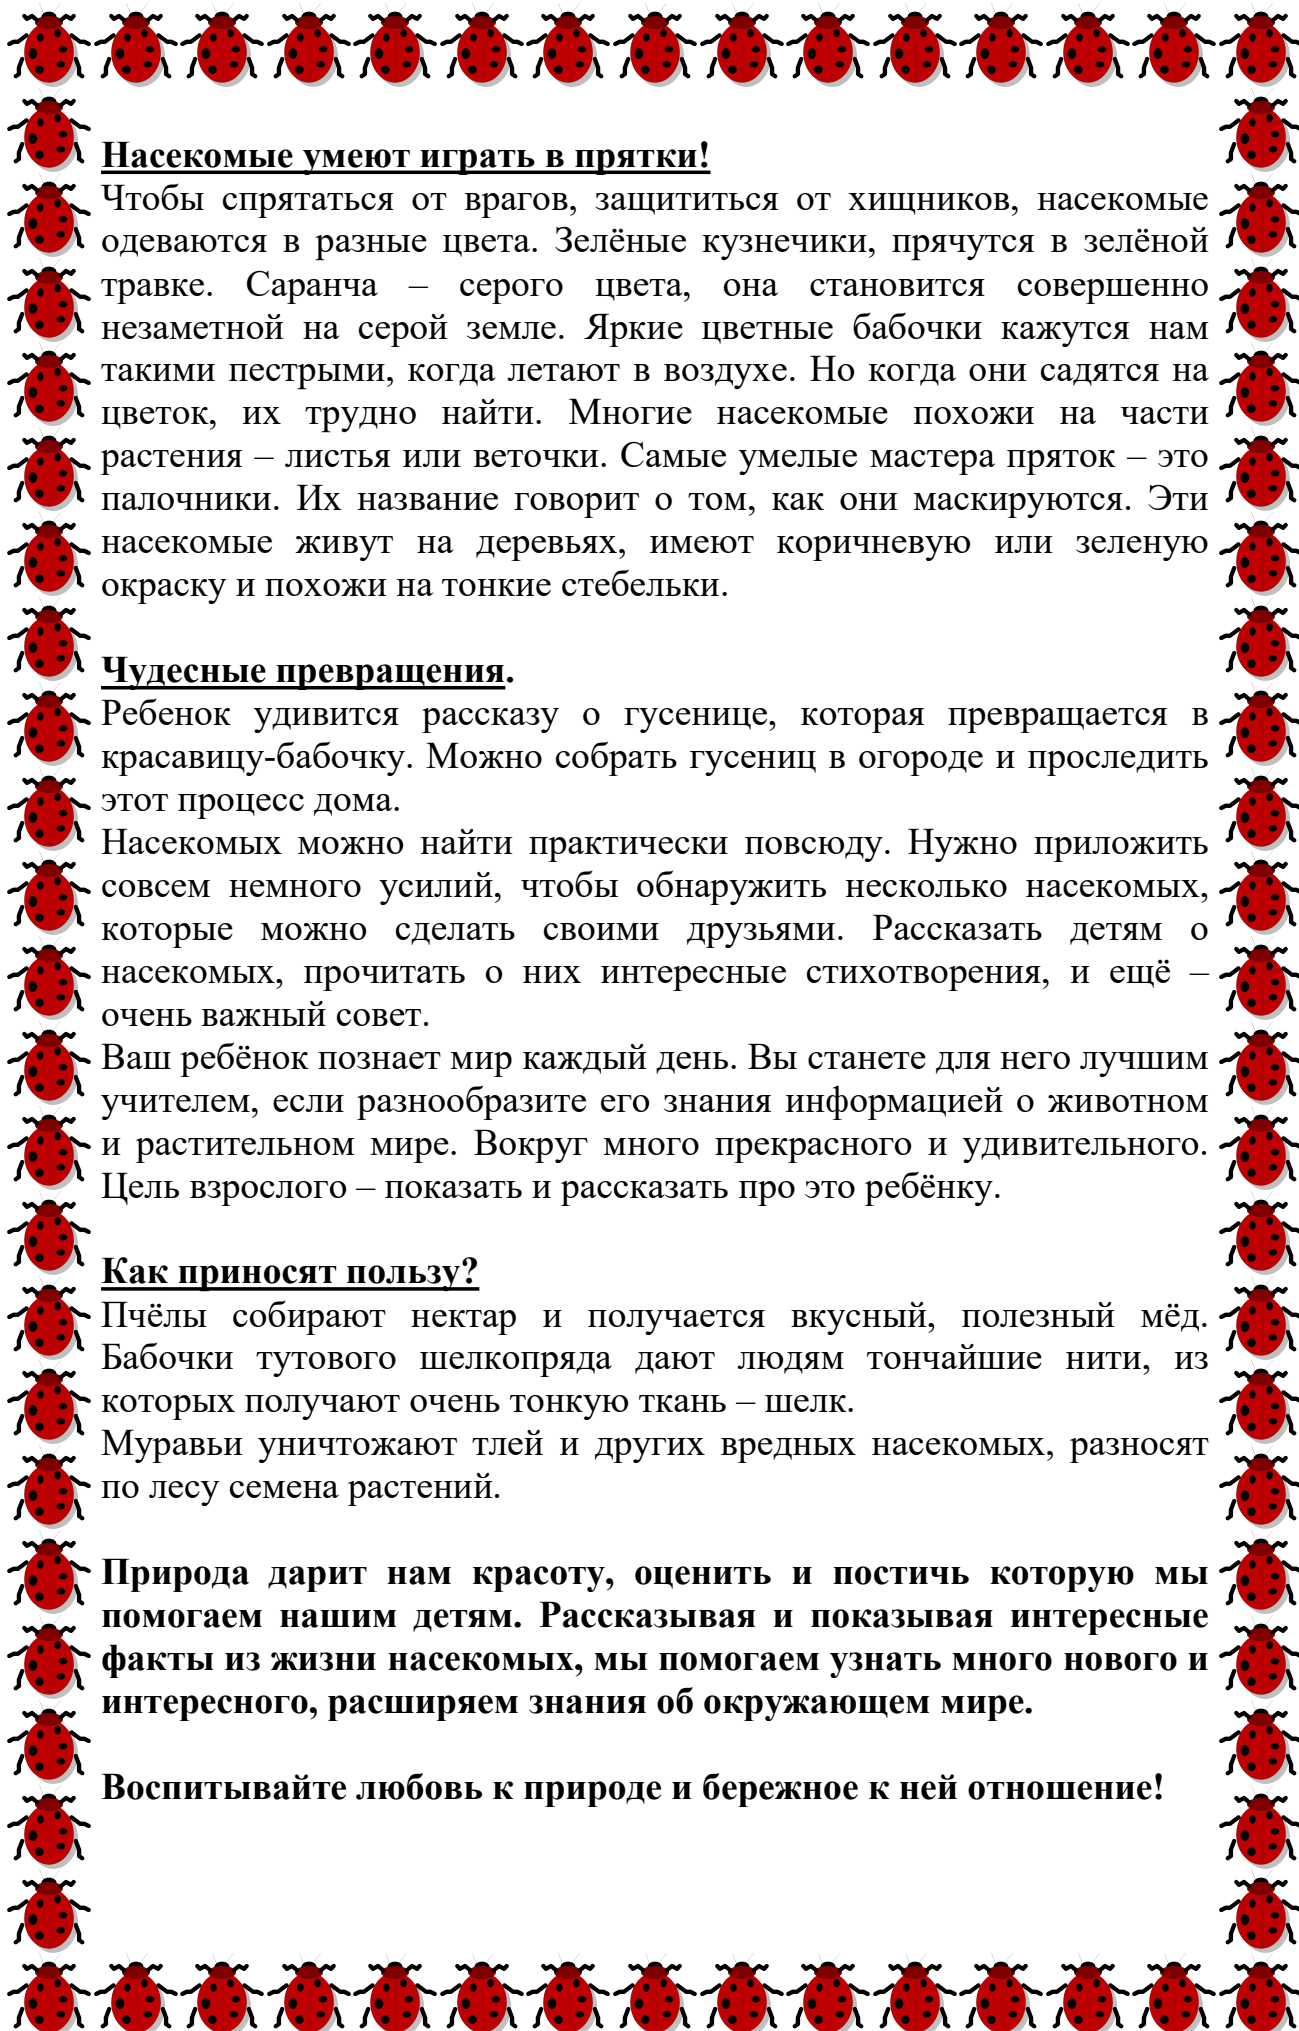 Насекомые умеют играть в прятки!
Чтобы спрятаться от врагов, защититься от хищников, насекомые
одеваются в разные цвета. Зелёные кузнечики, прячутся в зелёной
травке. Саранча – серого цвета, она становится совершенно
незаметной на серой земле. Яркие цветные бабочки кажутся нам
такими пестрыми, когда летают в воздухе. Но когда они садятся на
цветок, их трудно найти. Многие насекомые похожи на части
растения – листья или веточки. Самые умелые мастера пряток – это
палочники. Их название говорит о том, как они маскируются. Эти
насекомые живут на деревьях, имеют коричневую или зеленую
окраску и похожи на тонкие стебельки.
Чудесные превращения.
Ребенок удивится рассказу о гусенице, которая превращается в
красавицу-бабочку. Можно собрать гусениц в огороде и проследить
этот процесс дома.
Насекомых можно найти практически повсюду. Нужно приложить
совсем немного усилий, чтобы обнаружить несколько насекомых,
которые можно сделать своими друзьями. Рассказать детям о
насекомых, прочитать о них интересные стихотворения, и ещё –
очень важный совет.
Ваш ребёнок познает мир каждый день. Вы станете для него лучшим
учителем, если разнообразите его знания информацией о животном
и растительном мире. Вокруг много прекрасного и удивительного.
Цель взрослого – показать и рассказать про это ребёнку.
Как приносят пользу?
Пчёлы собирают нектар и получается вкусный, полезный мёд.
Бабочки тутового шелкопряда дают людям тончайшие нити, из
которых получают очень тонкую ткань – шелк.
Муравьи уничтожают тлей и других вредных насекомых, разносят
по лесу семена растений.
Природа дарит нам красоту, оценить и постичь которую мы
помогаем нашим детям. Рассказывая и показывая интересные
факты из жизни насекомых, мы помогаем узнать много нового и
интересного, расширяем знания об окружающем мире.
Воспитывайте любовь к природе и бережное к ней отношение!